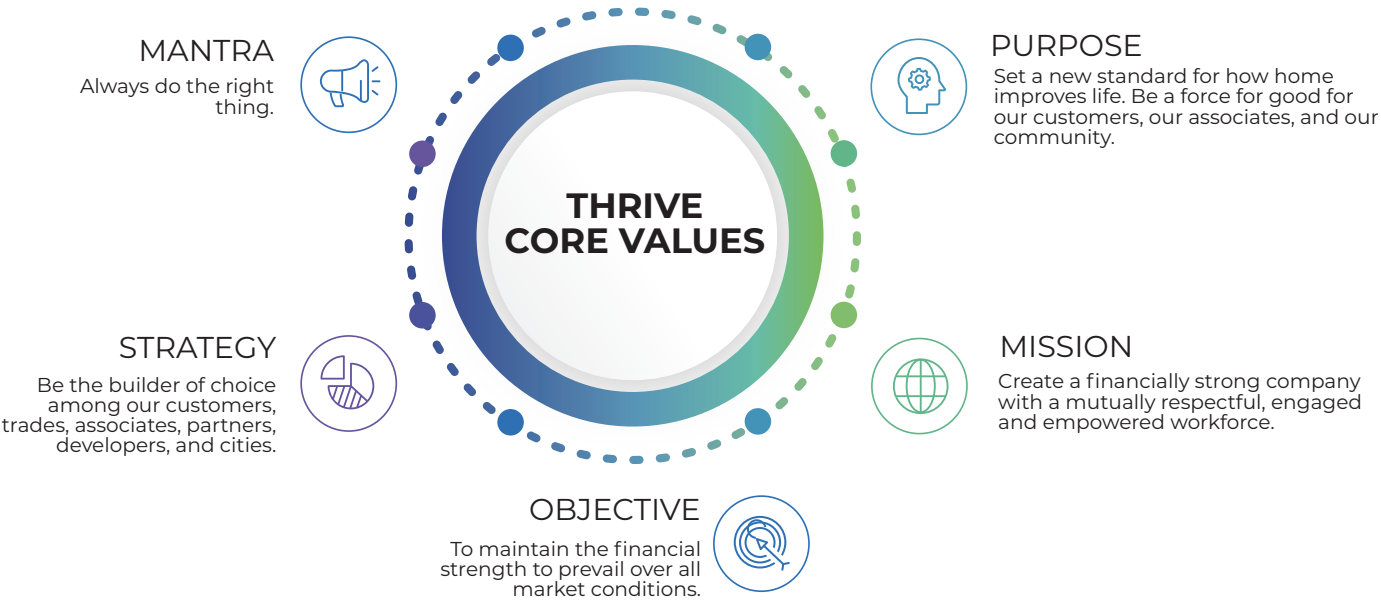 MANTRA
Always do the right
thing.
PURPOSE
Set a new standard for how home
improves life. Be a force for good for
our customers, our associates, and our
community.
THRIVE
CORE VALUES
STRATEGY
Be the builder of choice
among our customers,
trades, associates, partners,
developers, and cities.
MISSION
Create a financially strong company
with a mutually respectful, engaged
and empowered workforce.
OBJECTIVE
To maintain the financial
strength to prevail over all
market conditions.